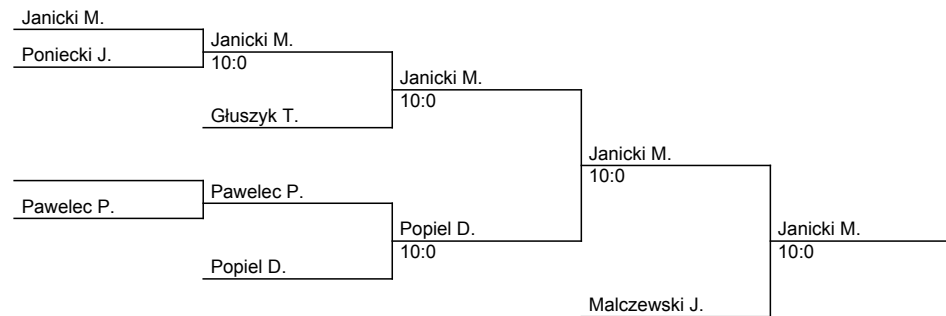 Janicki M.
Poniecki J.
Janicki M.
10:0
Głuszyk T.
Janicki M.
10:0
Pawelec P.
Pawelec P.
Popiel D.
Popiel D.
10:0
Janicki M.
10:0
Malczewski J.
Janicki M.
10:0